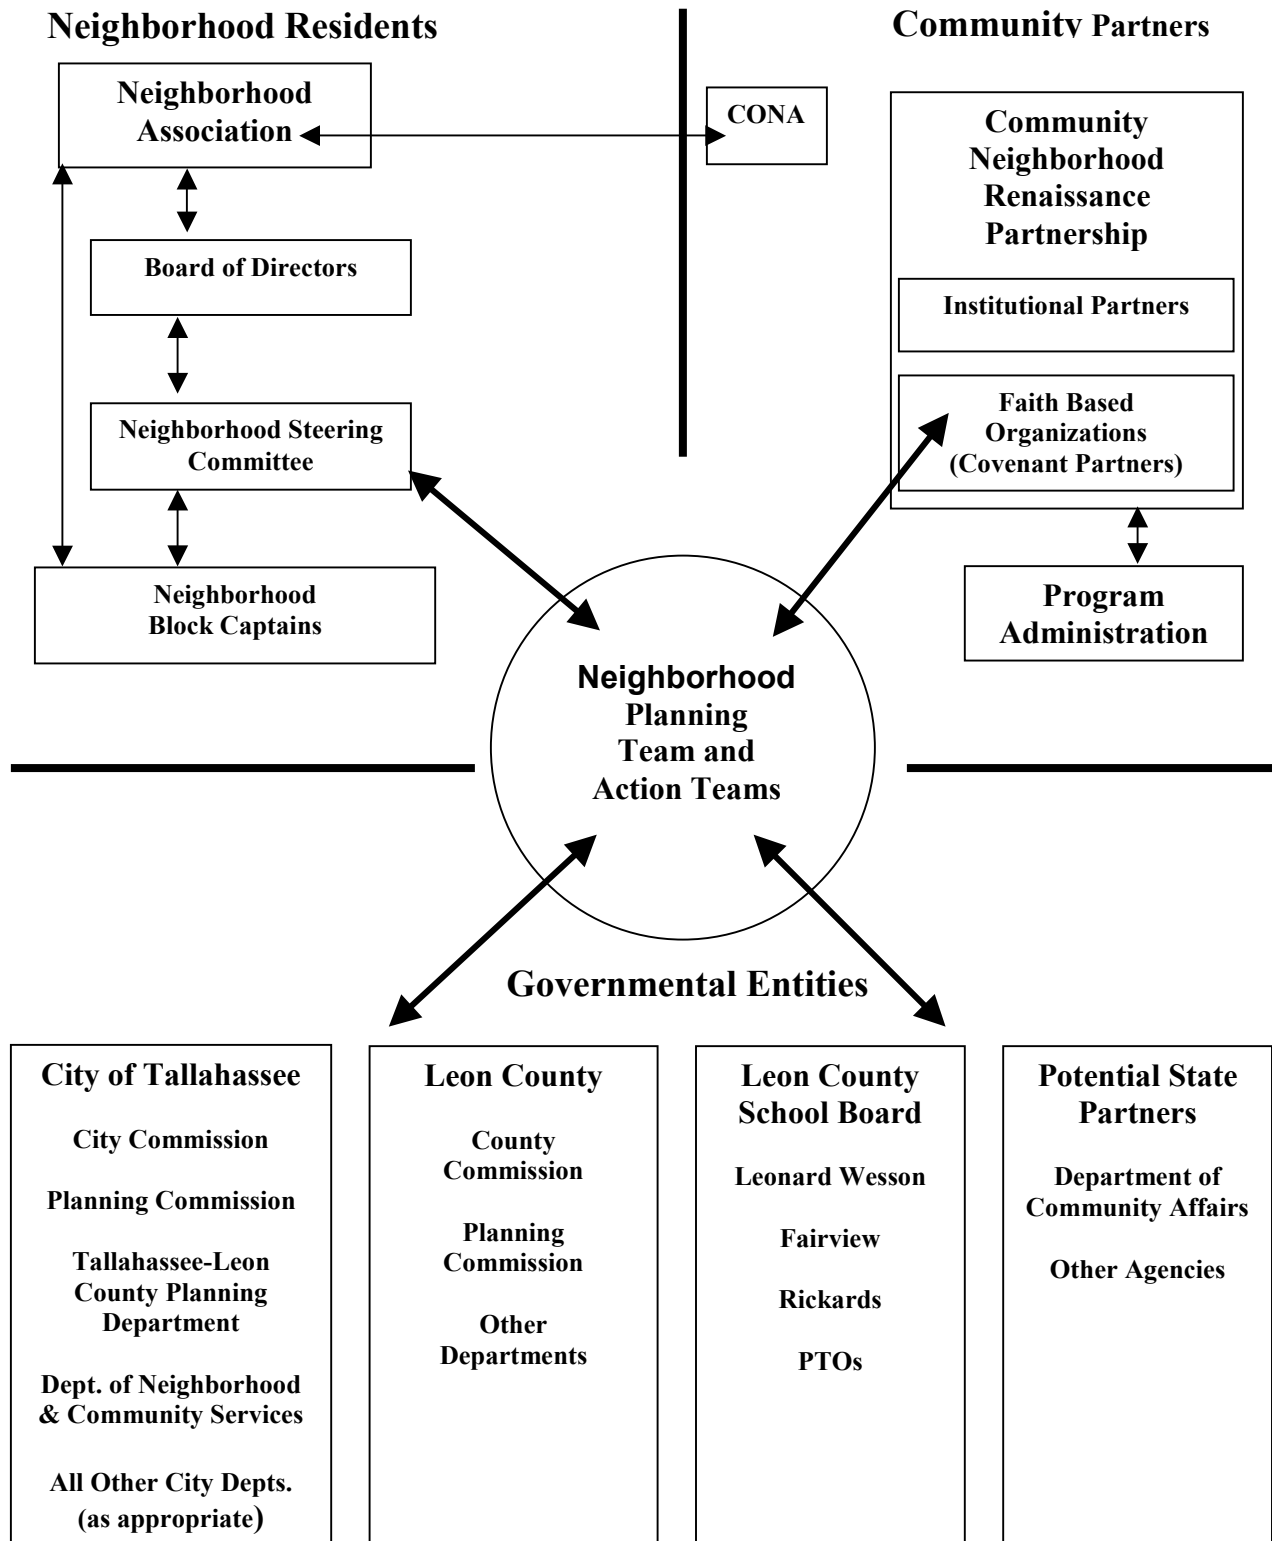 Neighborhood Residents
Neighborhood
Association
Board of Directors
Neighborhood Steering
Committee
Neighborhood
Block Captains
Community Partners
CONA
Community
Neighborhood
Renaissance
Partnership
Institutional Partners
Faith Based
Organizations
(Covenant Partners)
Program
Administration
Neighborhood
Planning
Team and
Action Teams
Governmental Entities
City of Tallahassee
City Commission
Planning Commission
Tallahassee-Leon
County Planning
Department
Dept. of Neighborhood
& Community Services
All Other City Depts.
(as appropriate)
Leon County
County
Commission
Planning
Commission
Other
Departments
Leon County
School Board
Leonard Wesson
Fairview
Rickards
PTOs
Potential State
Partners
Department of
Community Affairs
Other Agencies